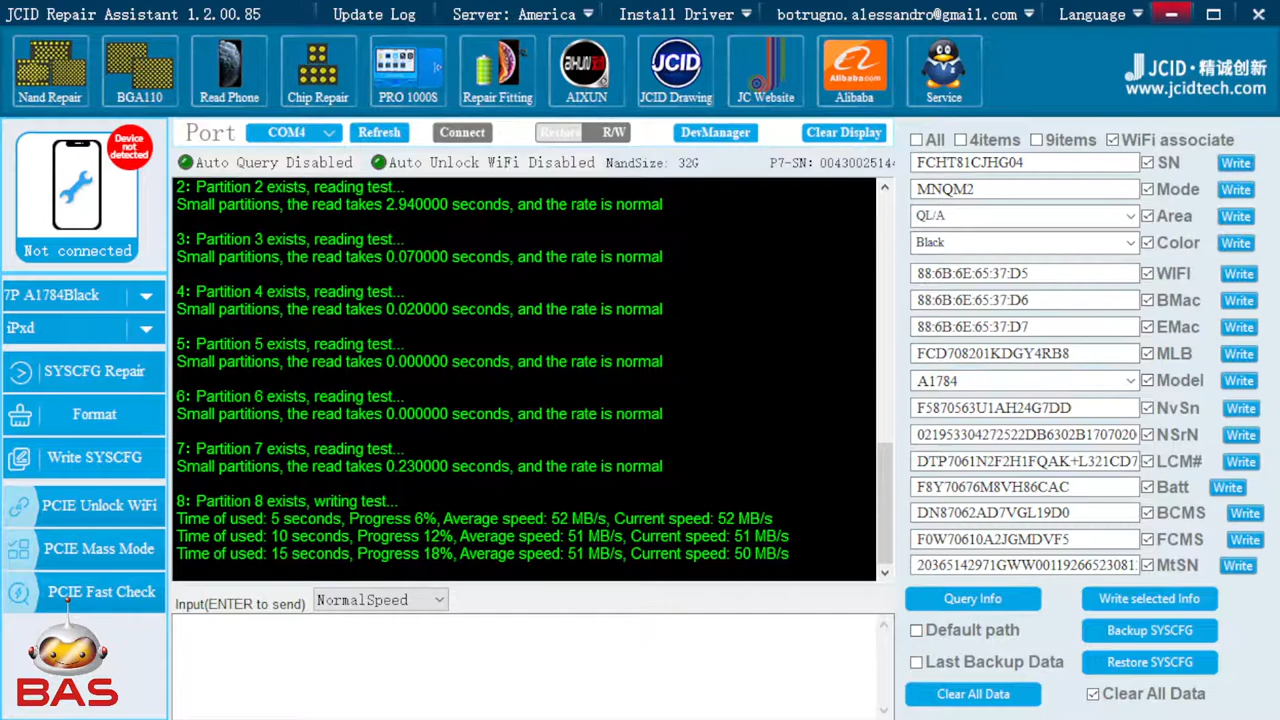 JCID Repair Assistant 1.2.00.85
Update Log
Server: America
Install Driver
botrugno.alessandro@gmail.com
Language
Nand Repair
BGA110
Read Phone
Chip Repair
PRO 1000S
Repair Fitting
AIXUN
JCID Drawing
JC Website
Alibaba
Service
JCID·精诚创新
www.jcidtech.com
Port
COM4
Refresh
Connect
Restore
R/W
DevManager
Clear Display
Auto Query Disabled
Auto Unlock WiFi Disabled
NandSize: 32G
P7-SN: 0043002514
Device
not
detected
Not connected
7P A1784Black
iPxd
SYSCFG Repair
Format
Write SYSCFG
PCIE Unlock WiFi
PCIE Mass Mode
PCIE Fast Check
BAS
2: Partition 2 exists, reading test...
Small partitions, the read takes 2.940000 seconds, and the rate is normal
3: Partition 3 exists, reading test...
Small partitions, the read takes 0.070000 seconds, and the rate is normal
4: Partition 4 exists, reading test...
Small partitions, the read takes 0.020000 seconds, and the rate is normal
5: Partition 5 exists, reading test...
Small partitions, the read takes 0.000000 seconds, and the rate is normal
6: Partition 6 exists, reading test...
Small partitions, the read takes 0.000000 seconds, and the rate is normal
7: Partition 7 exists, reading test...
Small partitions, the read takes 0.230000 seconds, and the rate is normal
8: Partition 8 exists, writing test...
Time of used: 5 seconds, Progress 6%, Average speed: 52 MB/s, Current speed: 52 MB/s
Time of used: 10 seconds, Progress 12%, Average speed: 51 MB/s, Current speed: 51 MB/s
Time of used: 15 seconds, Progress 18%, Average speed: 51 MB/s, Current speed: 50 MB/s
Input(ENTER to send)
NormalSpeed
All 4items 9items WiFi associate
FCHT81CJHG04 SN Write
MNQM2 Mode Write
QL/A Area Write
Black Color Write
88:6B:6E:65:37:D5 WIFI Write
88:6B:6E:65:37:D6 BMac Write
88:6B:6E:65:37:D7 EMac Write
FCD708201KDGY4RB8 MLB Write
A1784 Model Write
F5870563U1AH24G7DD NvSn Write
021953304272522DB6302B1707020 NSrN Write
DTP7061N2F2H1FQAK+L321CD7 LCM# Write
F8Y70676M8VH86CAC Batt Write
DN87062AD7VGL19D0 BCMS Write
F0W70610A2JGMDVF5 FCMS Write
20365142971GWW00119266523081 MtSN Write
Query Info
Write selected Info
Default path
Backup SYSCFG
Last Backup Data
Restore SYSCFG
Clear All Data
Clear All Data